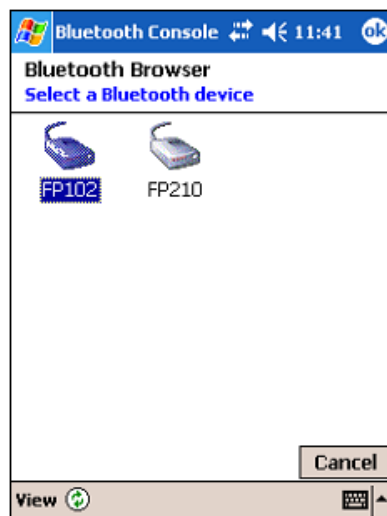 Bluetooth Console 11:41 ok
Bluetooth Browser
Select a Bluetooth device
FP102 FP210
Cancel
View